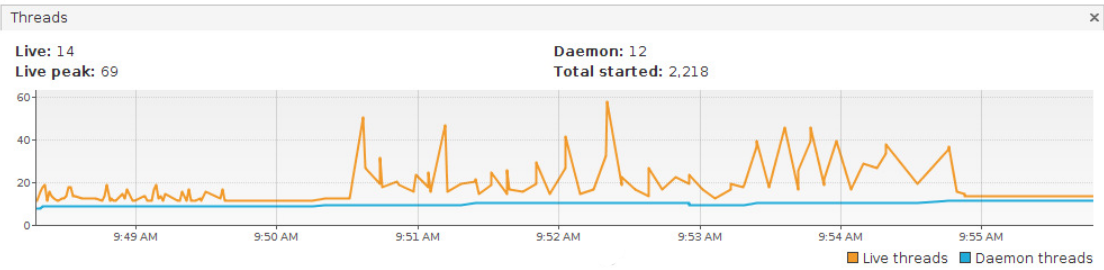 Threads ×
Live: 14 Daemon: 12
Live peak: 69 Total started: 2,218
60
40
20
0
9:49 AM 9:50 AM 9:51 AM 9:52 AM 9:53 AM 9:54 AM 9:55 AM
Live threads Daemon threads